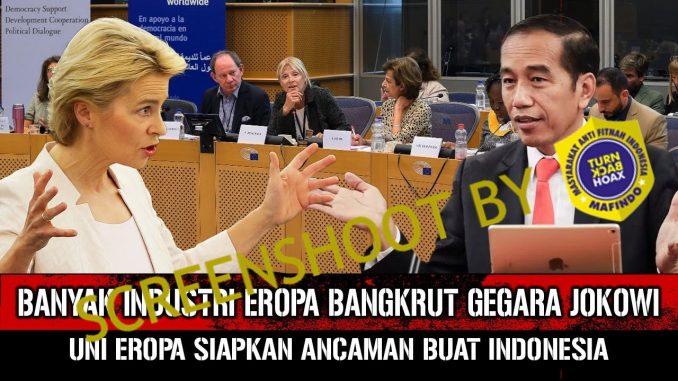 Democracy Support
Development Cooperation
Political Dialogue
worldwide
En apoyo a la
democracia en
el mundo
MASYARAKAT ANTI FITNAH INDONESIA
TURN
BACK
HOAX
MAFINDO
SCREENSHOOT BY
BANYAK INDUSTRI EROPA BANGKRUT GEGARA JOKOWI
UNI EROPA SIAPKAN ANCAMAN BUAT INDONESIA